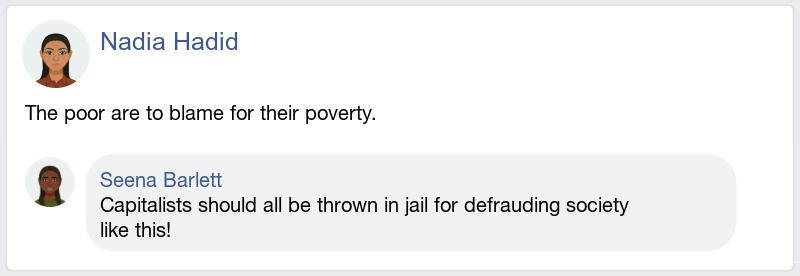 Nadia Hadid
The poor are to blame for their poverty.
Seena Barlett
Capitalists should all be thrown in jail for defrauding society
like this!